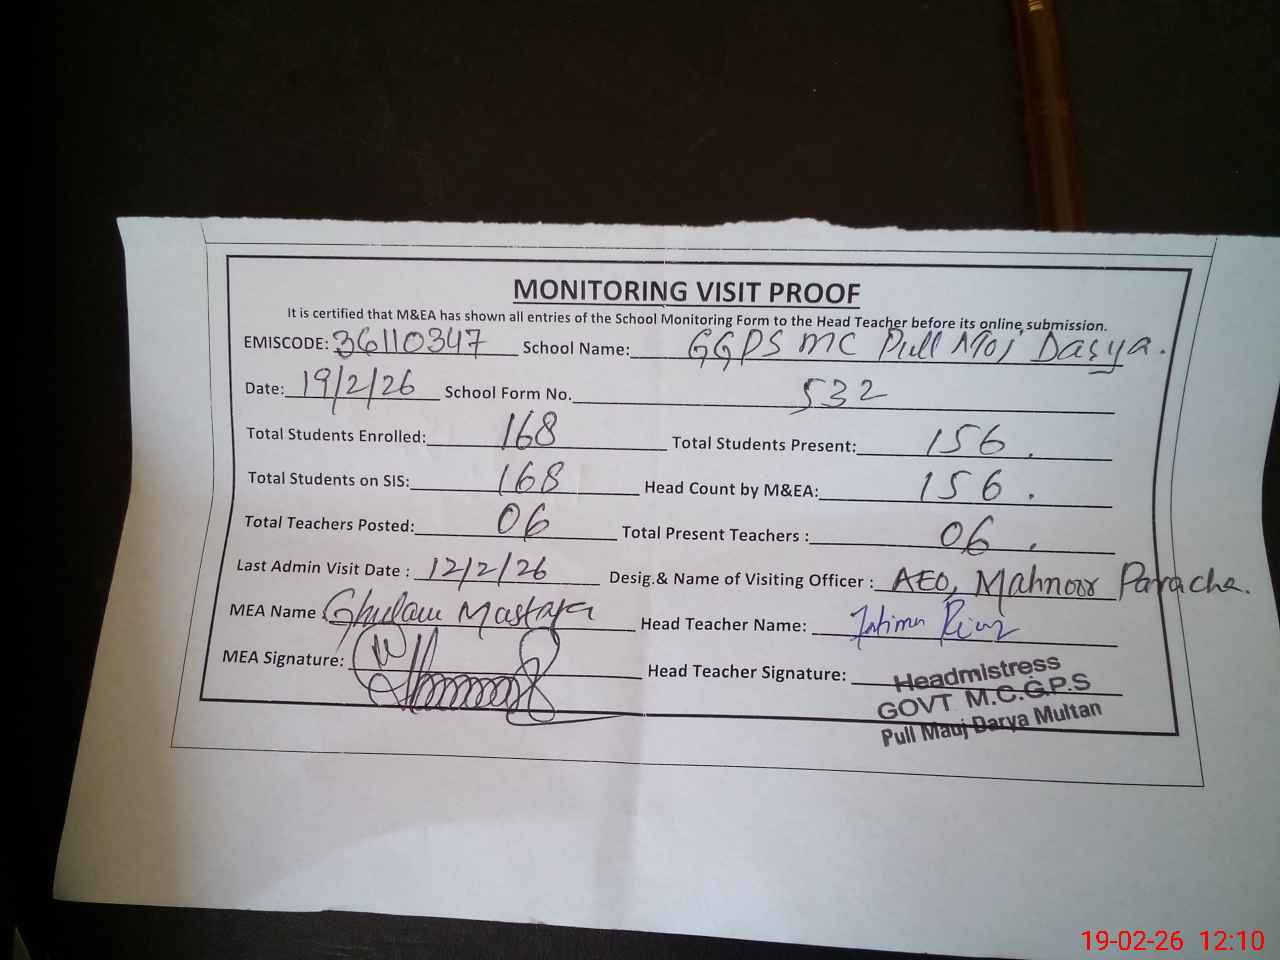 MONITORING VISIT PROOF
It is certified that M&EA has shown all entries of the School Monitoring Form to the Head Teacher before its online submission.
EMISCODE: 36110347 School Name: GGPS MC Pull Moj Darya.
Date: 19/2/26 School Form No. 532
Total Students Enrolled: 168 Total Students Present: 156.
Total Students on SIS: 168 Head Count by M&EA: 156.
Total Teachers Posted: 06 Total Present Teachers : 06.
Last Admin Visit Date : 12/2/26 Desig.& Name of Visiting Officer : AEO, Mahnoor Paracha.
MEA Name : Ghulam Mustafa Head Teacher Name: Fatima Riaz
MEA Signature: Head Teacher Signature:
Headmistress
GOVT M.C.G.P.S
Pull Mauj Darya Multan
19-02-26 12:10